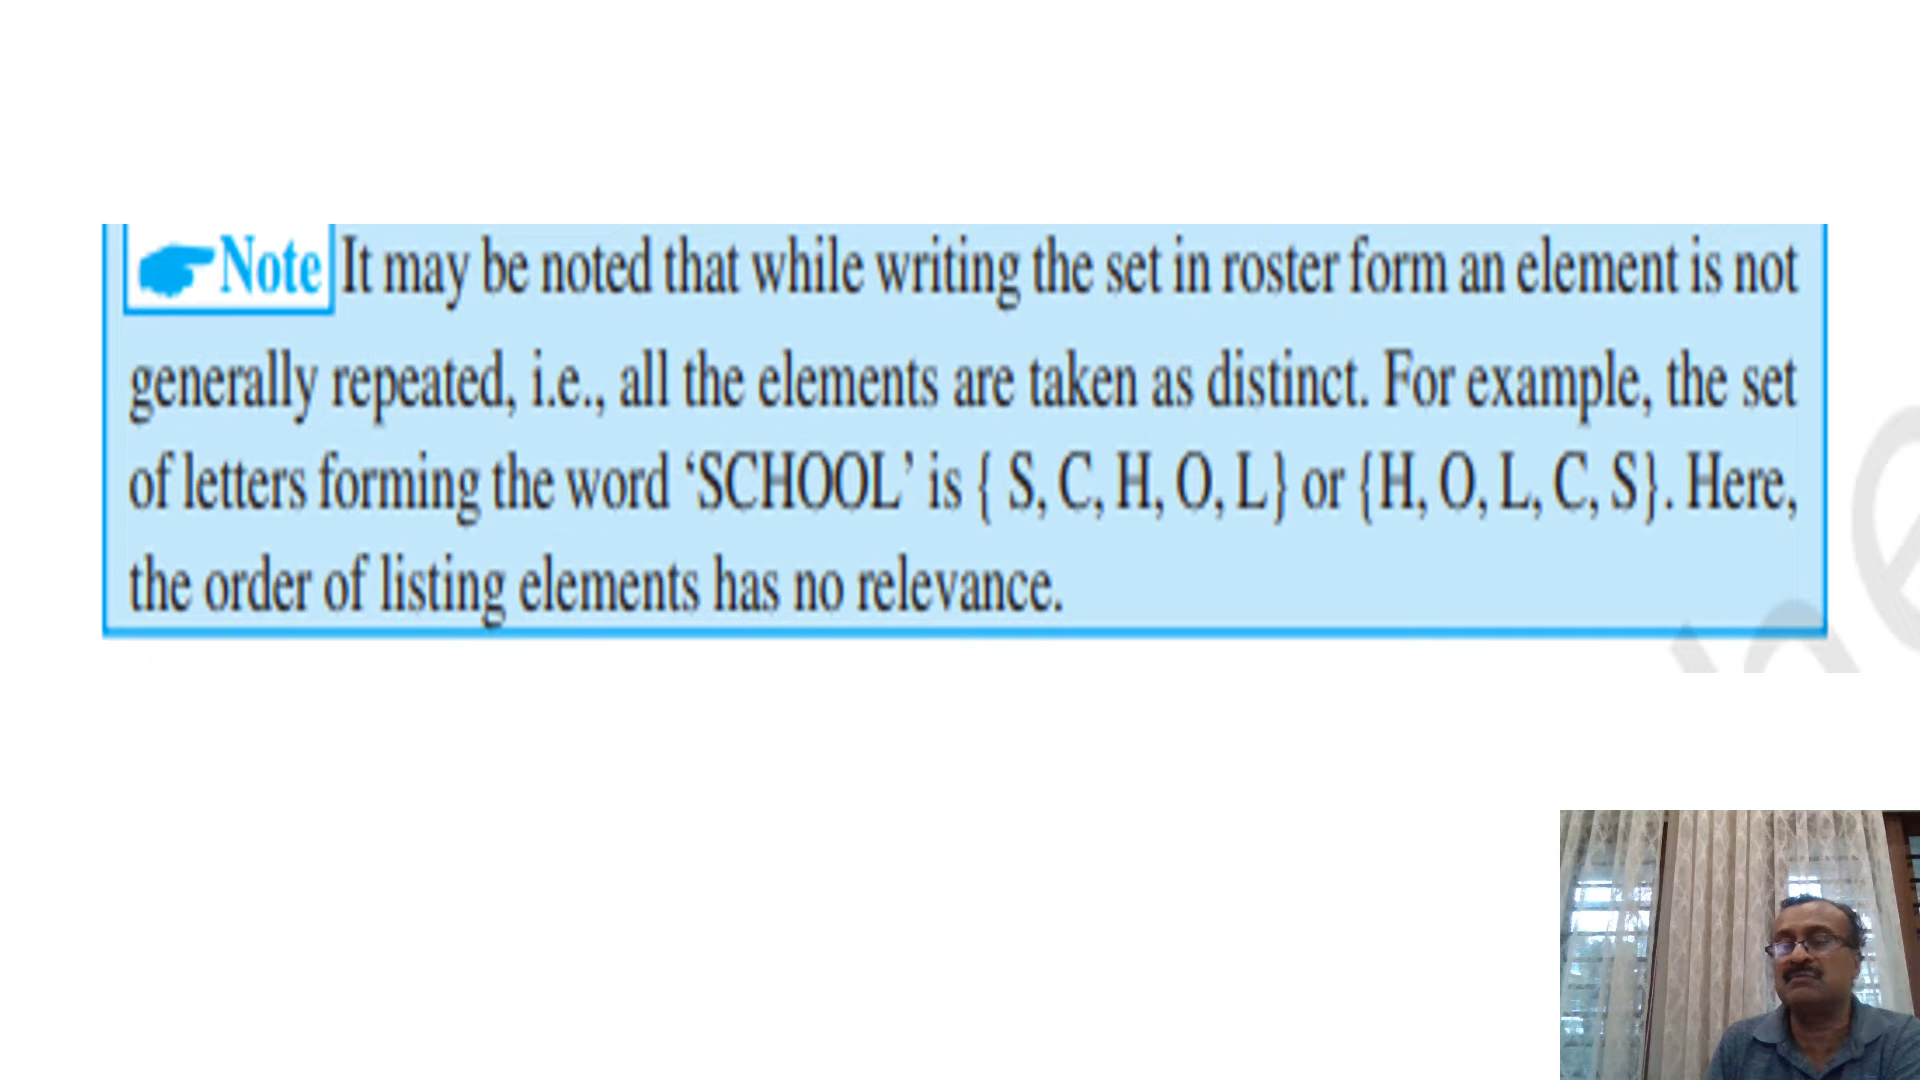 Note It may be noted that while writing the set in roster form an element is not
generally repeated, i.e., all the elements are taken as distinct. For example, the set
of letters forming the word ‘SCHOOL’ is { S, C, H, O, L} or {H, O, L, C, S}. Here,
the order of listing elements has no relevance.